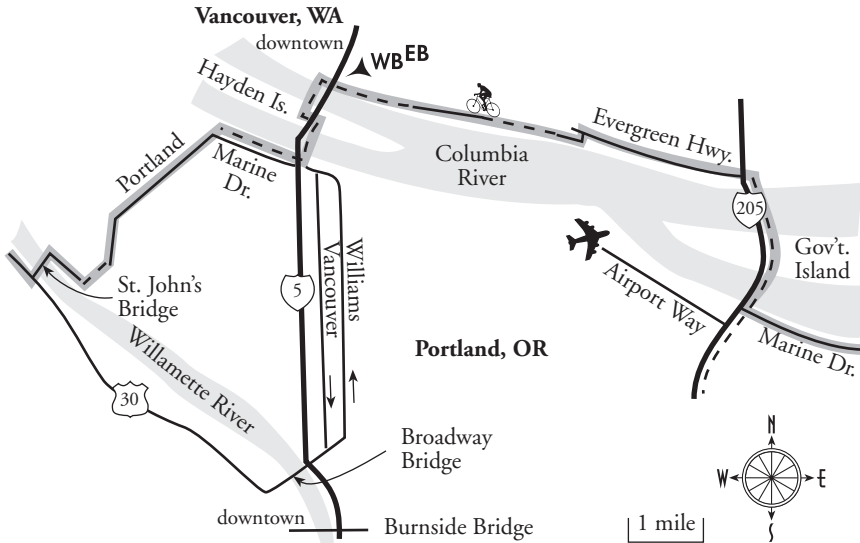 Vancouver, WA
downtown
WB EB
Hayden Is.
Portland
Marine
Dr.
Columbia
River
Evergreen Hwy.
205
Gov't.
Island
Airport Way
Marine Dr.
St. John's
Bridge
5
Vancouver
Williams
Willamette River
30
Portland, OR
Broadway
Bridge
downtown
Burnside Bridge
1 mile
N
W E
S